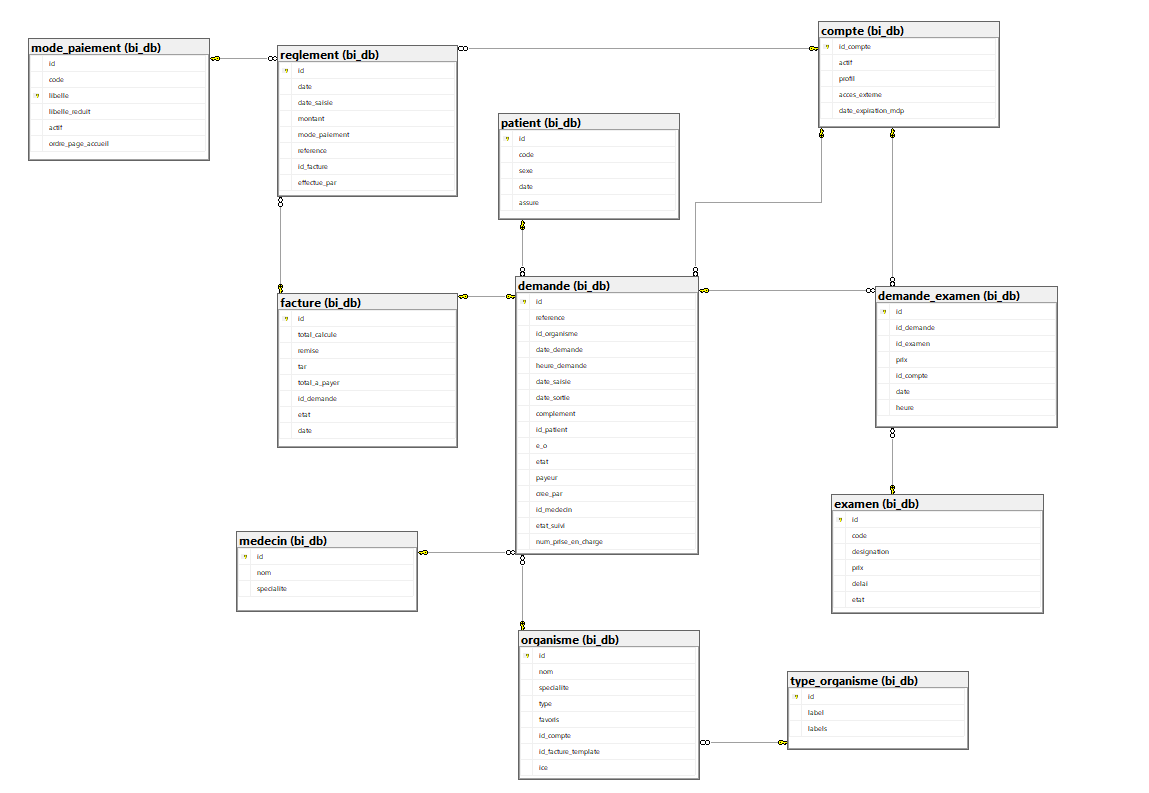 mode_paiement (bi_db)
id
code
libelle
libelle_reduit
actif
ordre_page_accueil
reglement (bi_db)
id
date
date_saisie
montant
mode_paiement
reference
id_facture
effectue_par
compte (bi_db)
id_compte
actif
profil
acces_externe
date_expiration_mdp
patient (bi_db)
id
code
sexe
date
assure
facture (bi_db)
id
total_calcule
remise
tar
total_a_payer
id_demande
etat
date
demande (bi_db)
id
reference
id_organisme
date_demande
heure_demande
date_saisie
date_sortie
complement
id_patient
e_o
etat
payeur
cree_par
id_medecin
etat_suivi
num_prise_en_charge
demande_examen (bi_db)
id
id_demande
id_examen
prix
id_compte
date
heure
examen (bi_db)
id
code
designation
prix
delai
etat
medecin (bi_db)
id
nom
specialite
organisme (bi_db)
id
nom
specialite
type
favoris
id_compte
id_facture_template
ice
type_organisme (bi_db)
id
label
labels